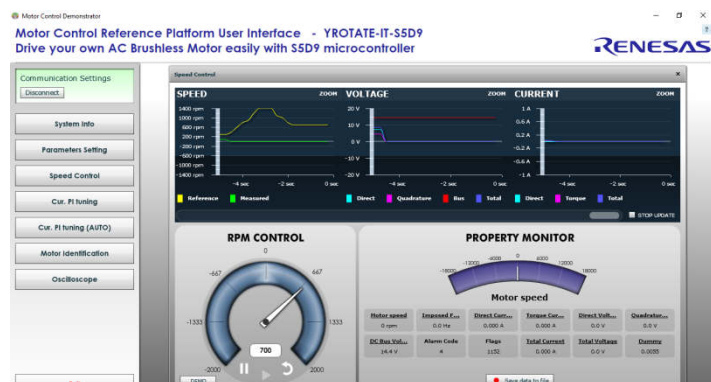 Motor Control Demonstrator
Motor Control Reference Platform User Interface - YROTATE-IT-S5D9
Drive your own AC Brushless Motor easily with S5D9 microcontroller
RENESAS
?
Communication Settings
Disconnect
System Info
Parameters Setting
Speed Control
Cur. PI tuning
Cur. PI tuning (AUTO)
Motor Identification
Oscilloscope
Speed Control
SPEED ZOOM
1400 rpm
1000 rpm
600 rpm
200 rpm
-200 rpm
-600 rpm
-1000 rpm
-1400 rpm
-4 sec -2 sec 0 sec
Reference Measured
VOLTAGE ZOOM
20 V
10 V
0 V
-10 V
-20 V
-4 sec -2 sec 0 sec
Direct Quadrature Bus Total
CURRENT ZOOM
1 A
0.6 A
0.2 A
-0.2 A
-0.6 A
-1 A
-4 sec -2 sec 0 sec
Direct Torque Total
STOP UPDATE
RPM CONTROL
0
-667 667
-1333 1333
-2000 2000
700
DEMO
PROPERTY MONITOR
-18000 -12000 -6000 0 6000 12000 18000
Motor speed
Motor speed Imposed F... Direct Curr... Torque Cur... Direct Volt... Quadratur...
0 rpm 0.0 Hz 0.000 A 0.000 A 0.0 V 0.0 V
DC Bus Vol... Alarm Code Flags Total Current Total Voltage Dummy
14.4 V 4 1152 0.000 A 0.0 V 0.0055
Save data to file